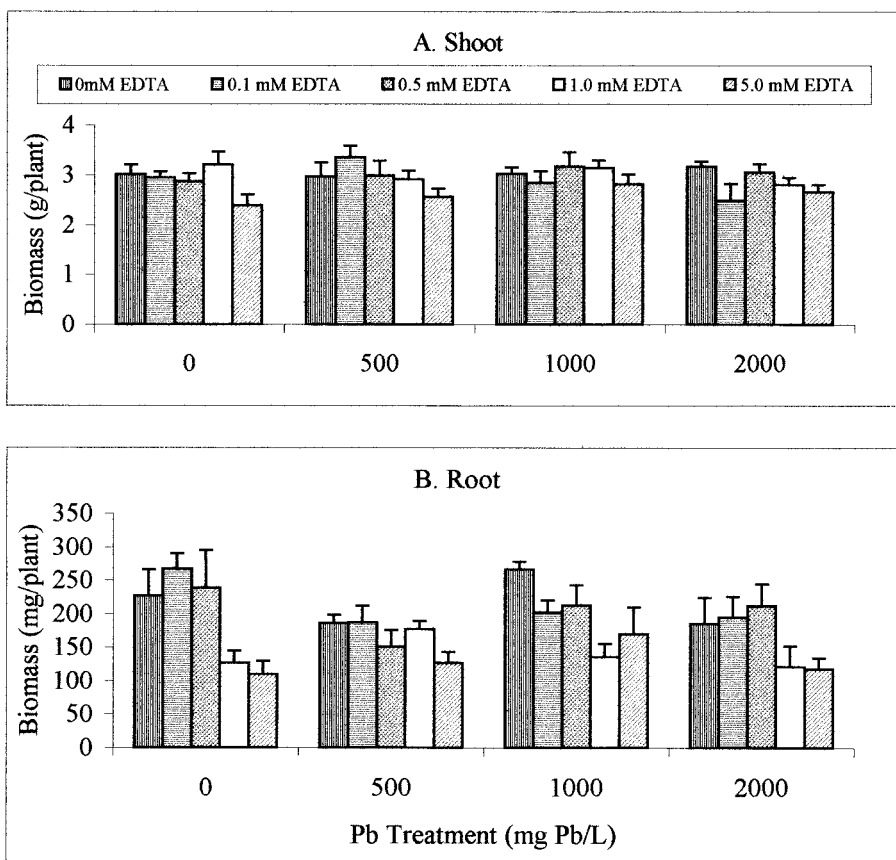 A. Shoot
0mM EDTA 0.1 mM EDTA 0.5 mM EDTA 1.0 mM EDTA 5.0 mM EDTA
Biomass (g/plant)
4
3
2
1
0
0 500 1000 2000
B. Root
Biomass (mg/plant)
350
300
250
200
150
100
50
0
0 500 1000 2000
Pb Treatment (mg Pb/L)